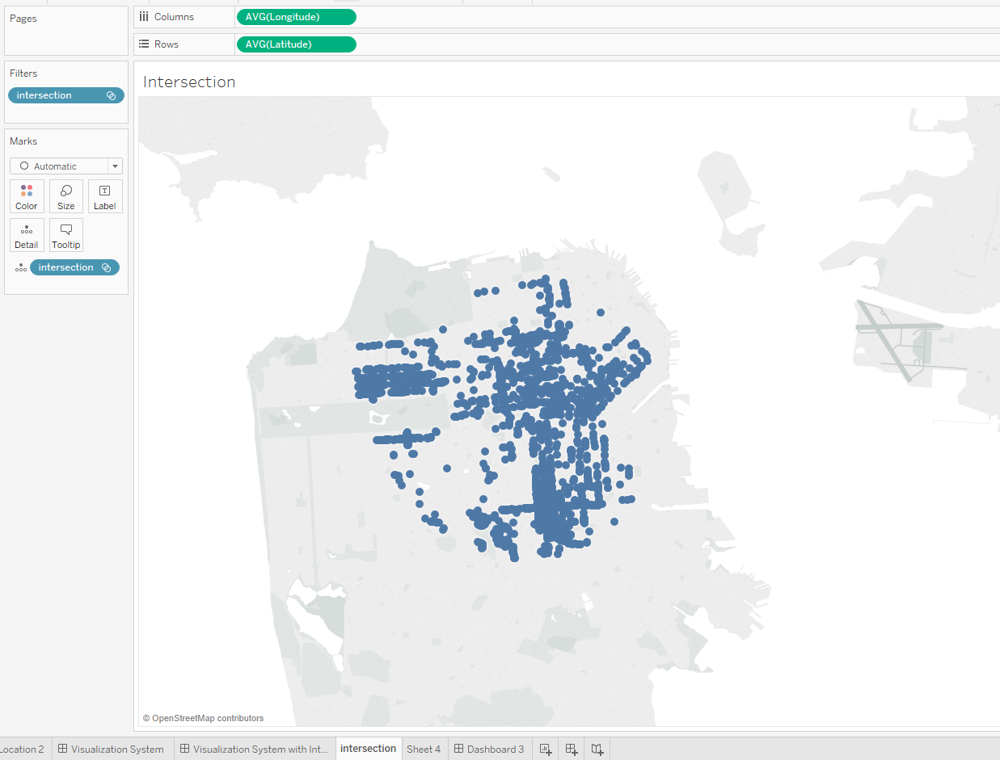 Pages
Columns
AVG(Longitude)
Rows
AVG(Latitude)
Filters
intersection
Marks
Automatic
Color
Size
Label
Detail
Tooltip
intersection
Intersection
© OpenStreetMap contributors
Location 2
Visualization System
Visualization System with Int...
intersection
Sheet 4
Dashboard 3